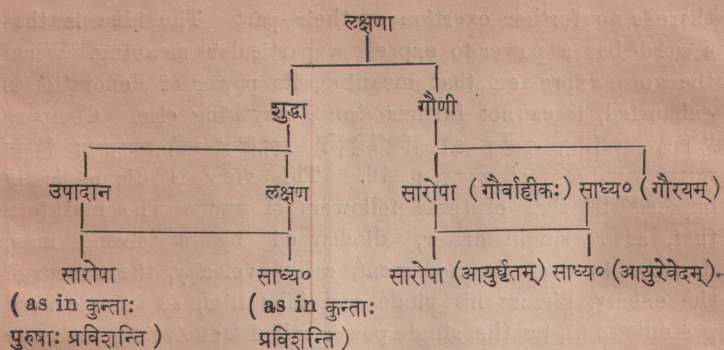 लक्षणा
शुद्धा गौणी
उपादान लक्षण सारोपा (गौर्वाहीकः) साध्य० (गौरयम्)
सारोपा साध्य० सारोपा (आयुर्घृतम्) साध्य० (आयुरेवेदम्).
( as in कुन्ताः ( as in कुन्ताः
पुरुषाः प्रविशन्ति ) प्रविशन्ति )